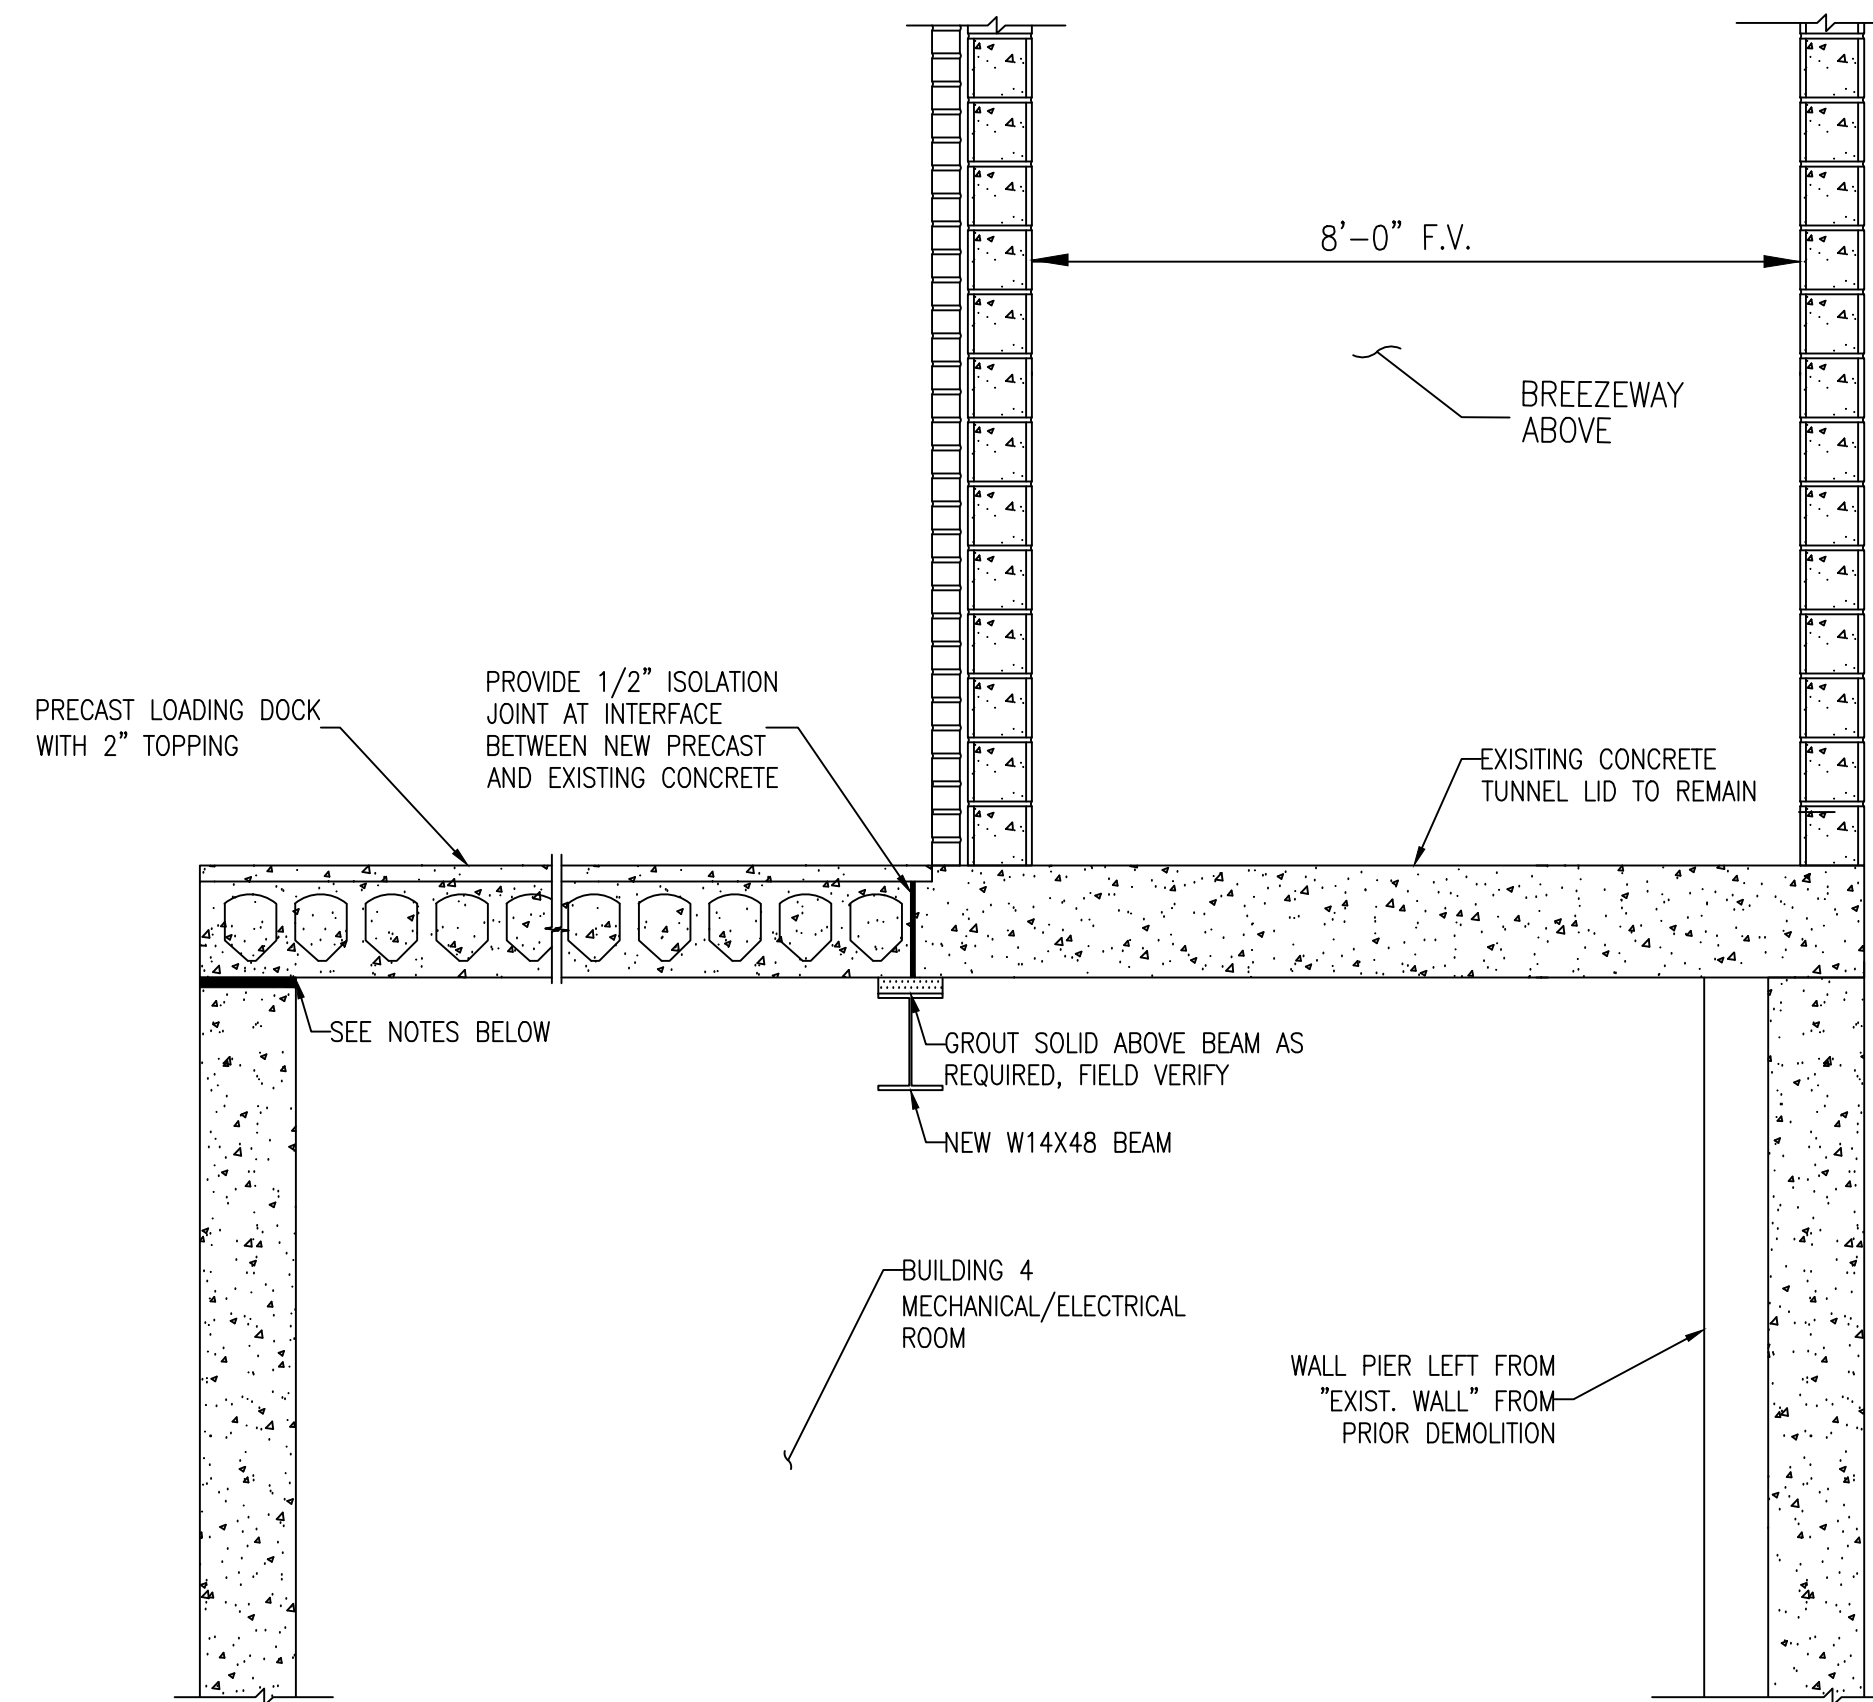 8'-0" F.V.
BREEZEWAY
ABOVE
PRECAST LOADING DOCK
WITH 2" TOPPING
PROVIDE 1/2" ISOLATION
JOINT AT INTERFACE
BETWEEN NEW PRECAST
AND EXISTING CONCRETE
EXISITING CONCRETE
TUNNEL LID TO REMAIN
SEE NOTES BELOW
GROUT SOLID ABOVE BEAM AS
REQUIRED, FIELD VERIFY
NEW W14X48 BEAM
BUILDING 4
MECHANICAL/ELECTRICAL
ROOM
WALL PIER LEFT FROM
"EXIST. WALL" FROM
PRIOR DEMOLITION